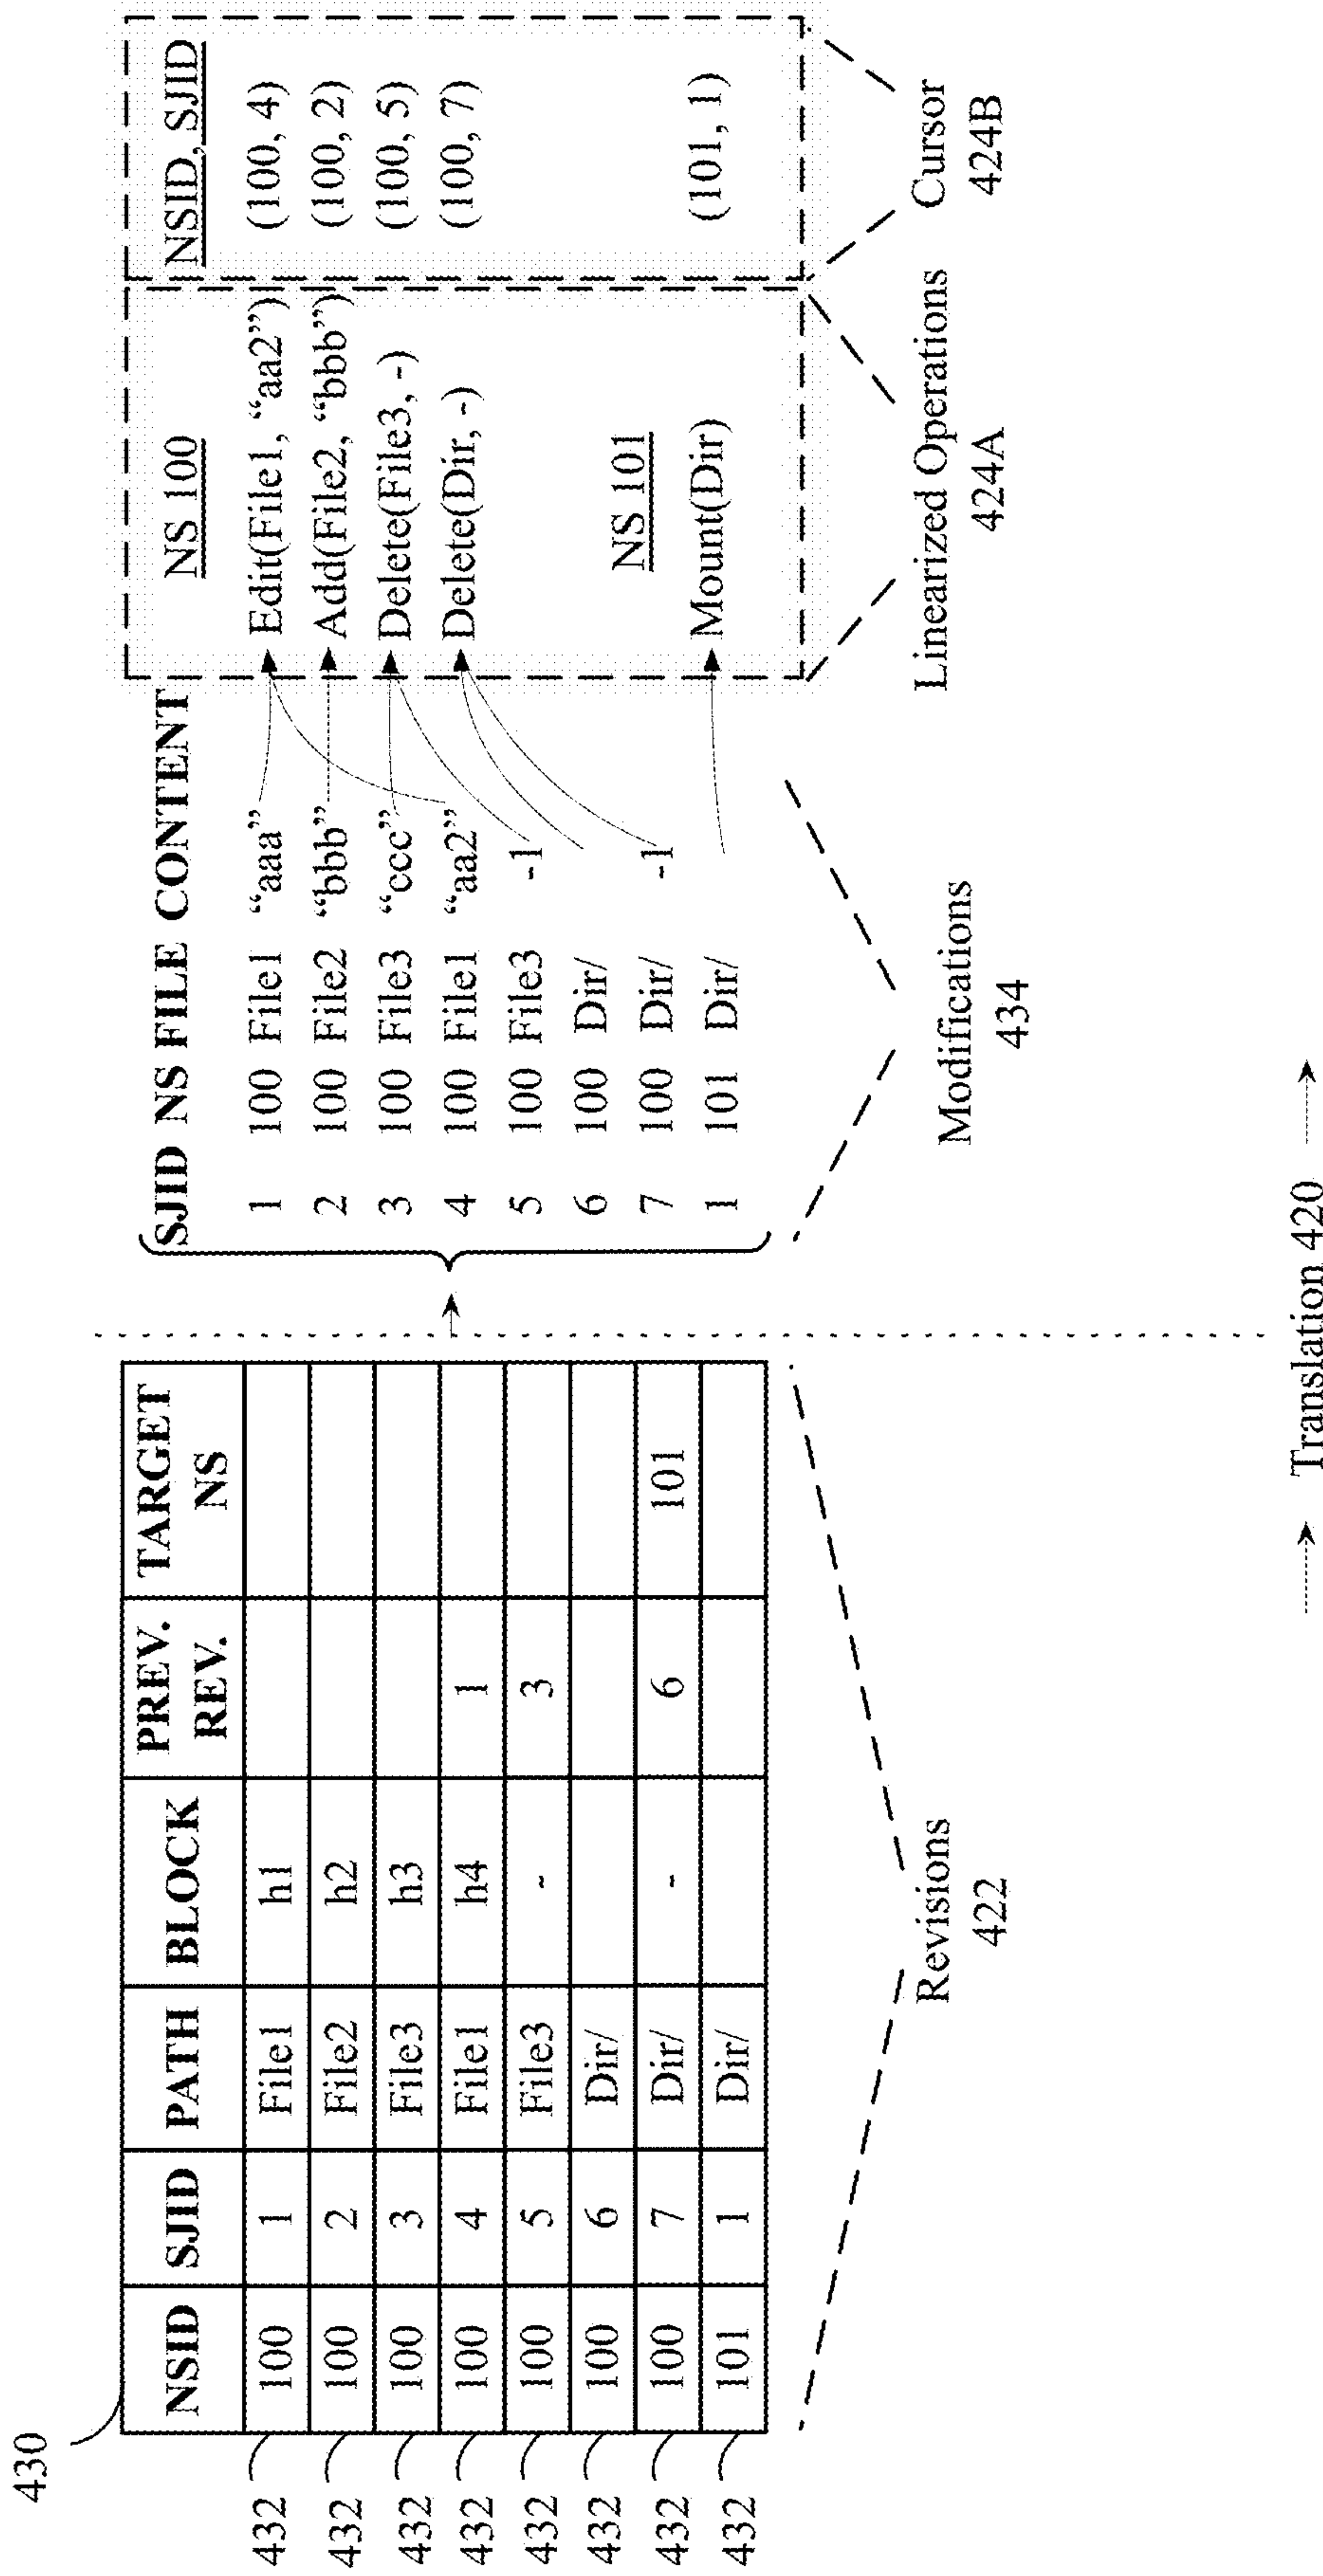 430
NSID SJID PATH BLOCK PREV. REV. TARGET NS
432 100 1 File1 h1
432 100 2 File2 h2
432 100 3 File3 h3
432 100 4 File1 h4 1
432 100 5 File3 - 3
432 100 6 Dir/
432 100 7 Dir/ - 6 101
432 101 1 Dir/
Revisions
422
SJID NS FILE CONTENT
1 100 File1 “aaa”
2 100 File2 “bbb”
3 100 File3 “ccc”
4 100 File1 “aa2”
5 100 File3 -1
6 100 Dir/
7 100 Dir/ -1
1 101 Dir/
Modifications
434
NS 100
Edit(File1, “aa2”)
Add(File2, “bbb”)
Delete(File3, -)
Delete(Dir, -)
NS 101
Mount(Dir)
Linearized Operations
424A
NSID, SJID
(100, 4)
(100, 2)
(100, 5)
(100, 7)
(101, 1)
Cursor
424B
Translation 420